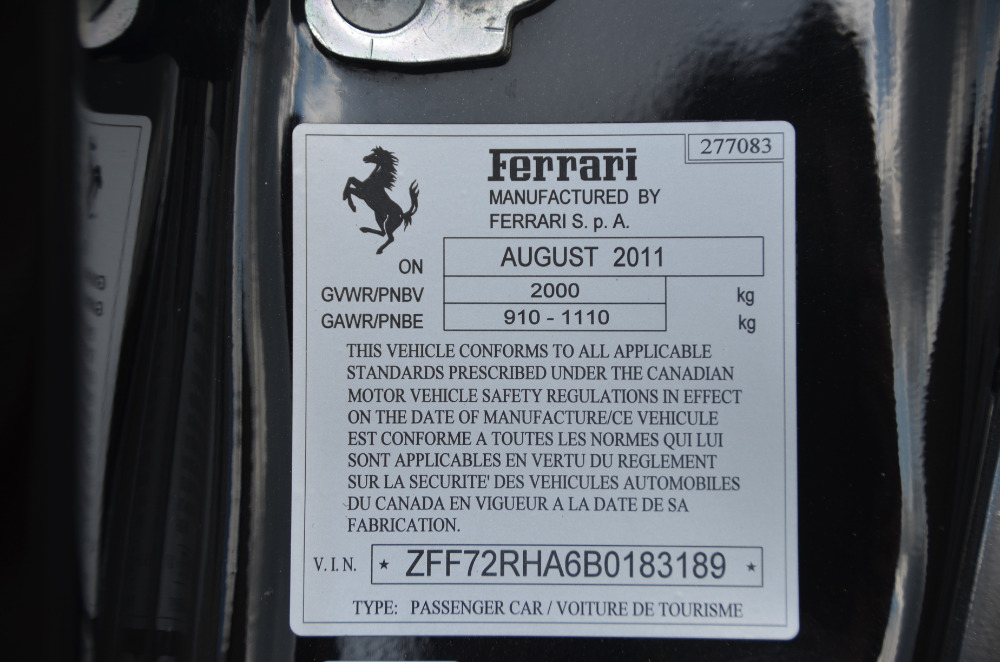 277083
Ferrari
MANUFACTURED BY
FERRARI S. p. A.
ON AUGUST 2011
GVWR/PNBV 2000 kg
GAWR/PNBE 910 - 1110 kg
THIS VEHICLE CONFORMS TO ALL APPLICABLE
STANDARDS PRESCRIBED UNDER THE CANADIAN
MOTOR VEHICLE SAFETY REGULATIONS IN EFFECT
ON THE DATE OF MANUFACTURE/CE VEHICULE
EST CONFORME A TOUTES LES NORMES QUI LUI
SONT APPLICABLES EN VERTU DU REGLEMENT
SUR LA SECURITE' DES VEHICULES AUTOMOBILES
DU CANADA EN VIGUEUR A LA DATE DE SA
FABRICATION.
V. I. N. ★ ZFF72RHA6B0183189 ★
TYPE: PASSENGER CAR / VOITURE DE TOURISME